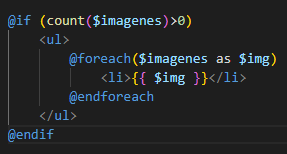 @if (count($imagenes)>0)
<ul>
@foreach($imagenes as $img)
<li>{{ $img }}</li>
@endforeach
</ul>
@endif